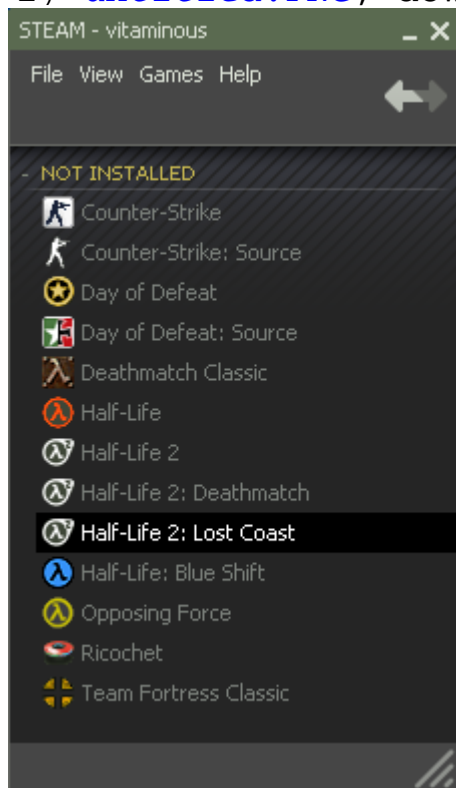 STEAM - vitaminous
File View Games Help
- NOT INSTALLED
Counter-Strike
Counter-Strike: Source
Day of Defeat
Day of Defeat: Source
Deathmatch Classic
Half-Life
Half-Life 2
Half-Life 2: Deathmatch
Half-Life 2: Lost Coast
Half-Life: Blue Shift
Opposing Force
Ricochet
Team Fortress Classic